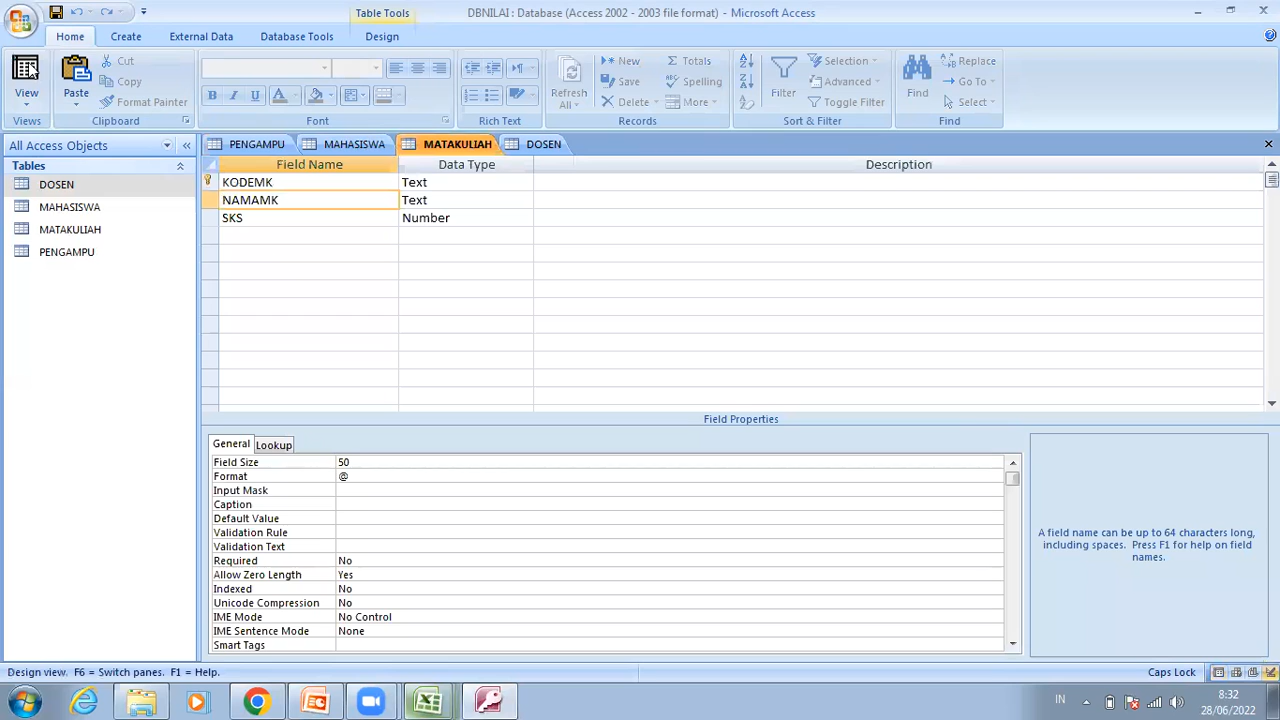 Table Tools
DBNILAI : Database (Access 2002 - 2003 file format) - Microsoft Access
Home Create External Data Database Tools Design
View
Views
Paste
Cut
Copy
Format Painter
Clipboard
B I U A
Font
Rich Text
Refresh
All
New
Save
Delete
Totals
Spelling
More
Records
Filter
Selection
Advanced
Toggle Filter
Sort & Filter
Find
Replace
Go To
Select
Find
All Access Objects
Tables
DOSEN
MAHASISWA
MATAKULIAH
PENGAMPU
PENGAMPU MAHASISWA MATAKULIAH DOSEN
Field Name Data Type Description
KODEMK Text
NAMAMK Text
SKS Number
Field Properties
General Lookup
Field Size 50
Format @
Input Mask
Caption
Default Value
Validation Rule
Validation Text
Required No
Allow Zero Length Yes
Indexed No
Unicode Compression No
IME Mode No Control
IME Sentence Mode None
Smart Tags
A field name can be up to 64 characters long,
including spaces. Press F1 for help on field
names.
Design view. F6 = Switch panes. F1 = Help.
Caps Lock
IN
8:32
28/06/2022